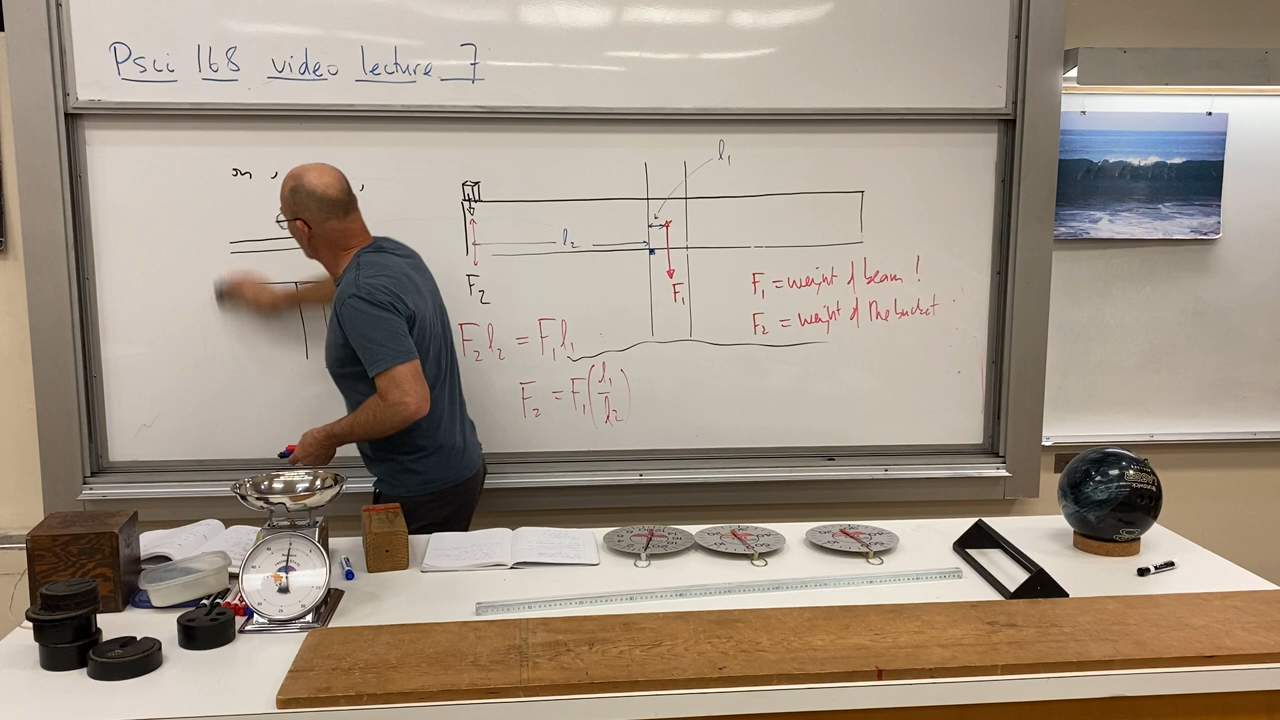 Psci 168 video lecture 7
m,
l₁
l₂
F₂
F₁
F₁ = weight of beam!
F₂ = weight of the bucket
F₂ l₂ = F₁ l₁
F₂ = F₁(l₁/l₂)